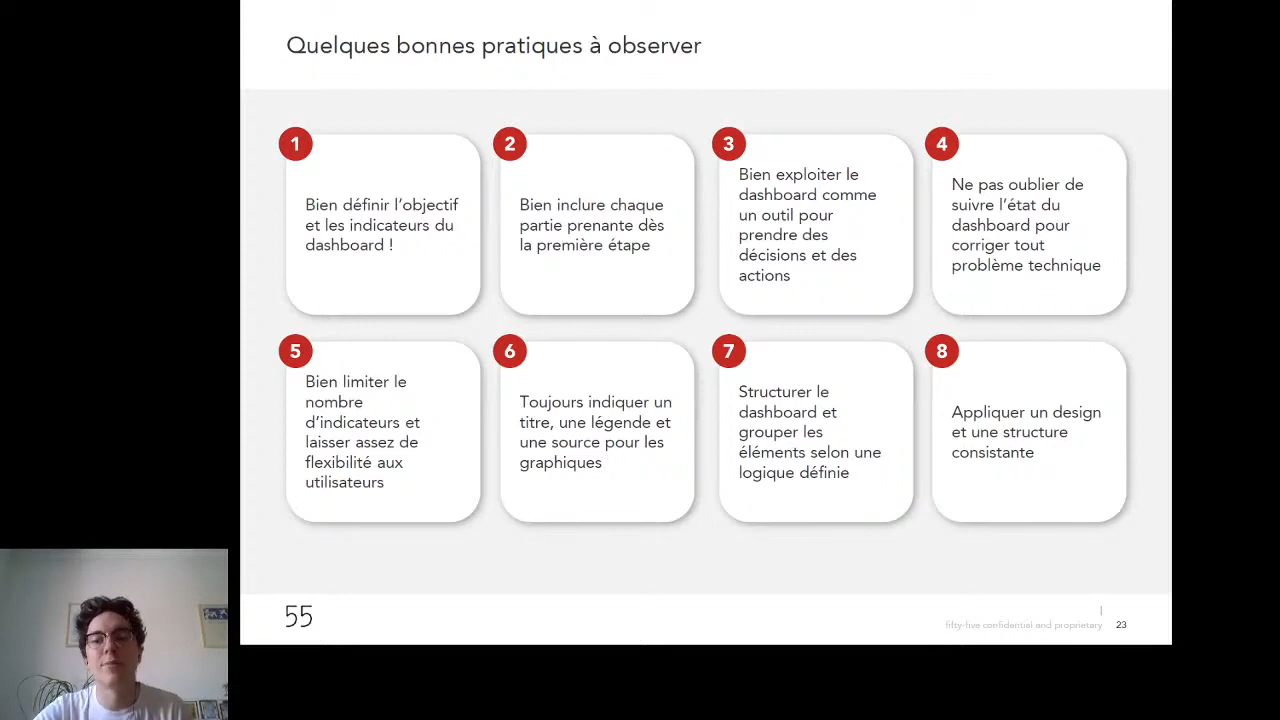 Quelques bonnes pratiques à observer
1
Bien définir l'objectif
et les indicateurs du
dashboard !
2
Bien inclure chaque
partie prenante dès
la première étape
3
Bien exploiter le
dashboard comme
un outil pour
prendre des
décisions et des
actions
4
Ne pas oublier de
suivre l'état du
dashboard pour
corriger tout
problème technique
5
Bien limiter le
nombre
d'indicateurs et
laisser assez de
flexibilité aux
utilisateurs
6
Toujours indiquer un
titre, une légende et
une source pour les
graphiques
7
Structurer le
dashboard et
grouper les
éléments selon une
logique définie
8
Appliquer un design
et une structure
consistante
55
|
fifty-five confidential and proprietary 23